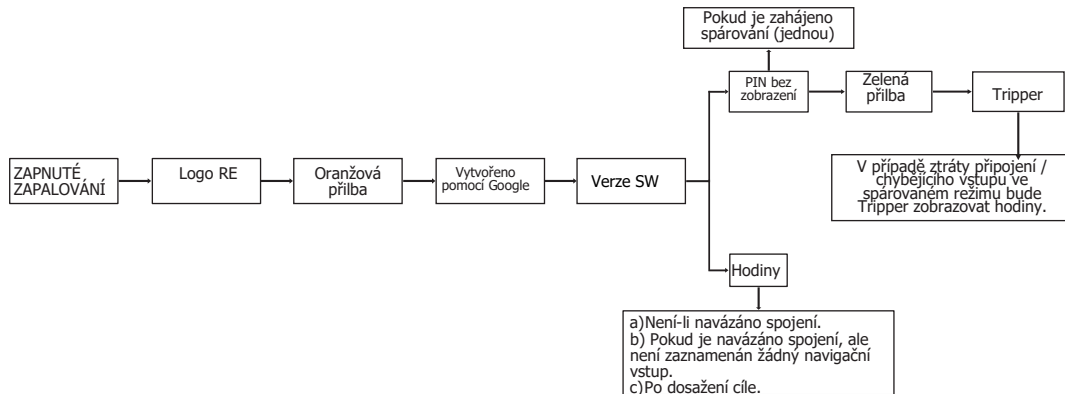 Pokud je zahájeno
spárování (jednou)
PIN bez
zobrazení
Zelená
přilba
Tripper
ZAPNUTÉ
ZAPALOVÁNÍ
Logo RE
Oranžová
přilba
Vytvořeno
pomocí Google
Verze SW
V případě ztráty připojení /
chybějícího vstupu ve
spárovaném režimu bude
Tripper zobrazovat hodiny.
Hodiny
a)Není-li navázáno spojení.
b) Pokud je navázáno spojení, ale
není zaznamenán žádný navigační
vstup.
c)Po dosažení cíle.